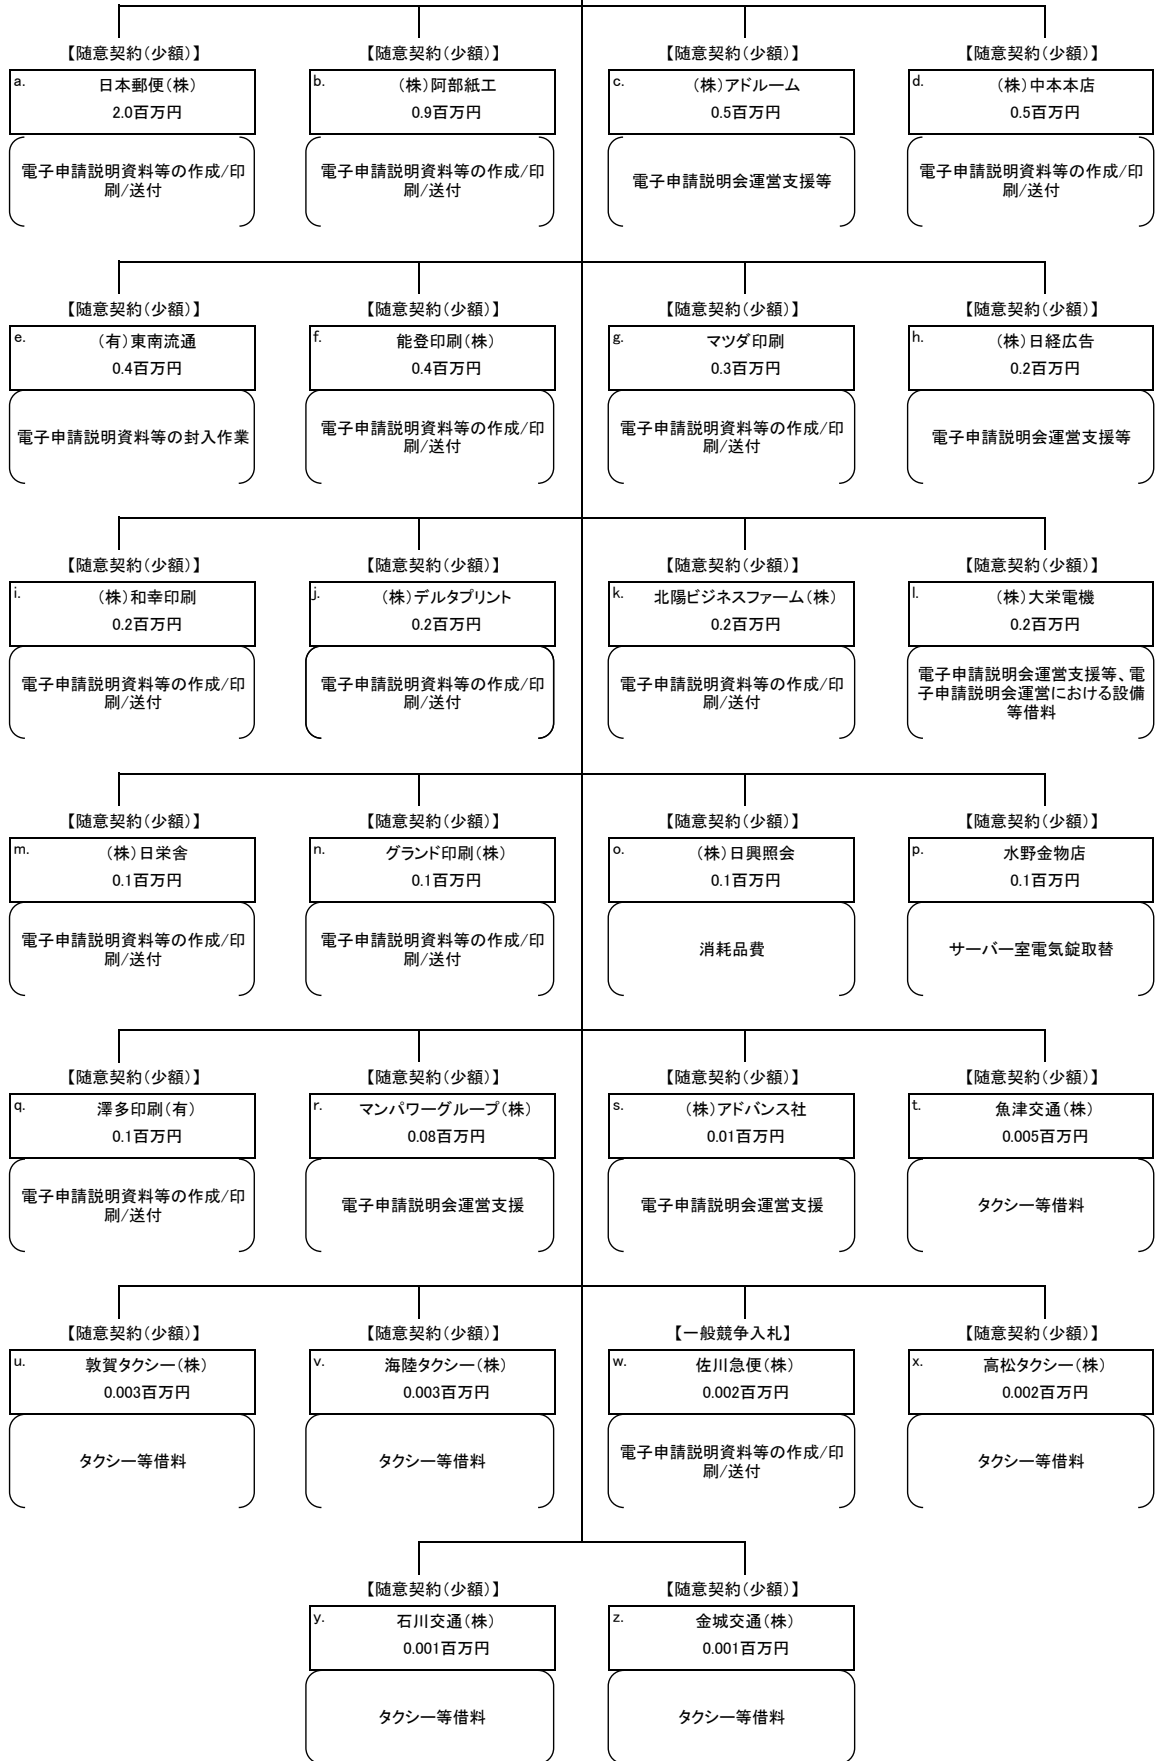 【随意契約（少額）】
a.
日本郵便（株）
2.0百万円
電子申請説明資料等の作成/印
刷/送付
【随意契約（少額）】
b.
（株）阿部紙工
0.9百万円
電子申請説明資料等の作成/印
刷/送付
【随意契約（少額）】
c.
（株）アドルーム
0.5百万円
電子申請説明会運営支援等
【随意契約（少額）】
d.
（株）中本本店
0.5百万円
電子申請説明資料等の作成/印
刷/送付
【随意契約（少額）】
e.
（有）東南流通
0.4百万円
電子申請説明資料等の封入作業
【随意契約（少額）】
f.
能登印刷（株）
0.4百万円
電子申請説明資料等の作成/印
刷/送付
【随意契約（少額）】
g.
マツダ印刷
0.3百万円
電子申請説明資料等の作成/印
刷/送付
【随意契約（少額）】
h.
（株）日経広告
0.2百万円
電子申請説明会運営支援等
【随意契約（少額）】
i.
（株）和幸印刷
0.2百万円
電子申請説明資料等の作成/印
刷/送付
【随意契約（少額）】
j.
（株）デルタプリント
0.2百万円
電子申請説明資料等の作成/印
刷/送付
【随意契約（少額）】
k.
北陽ビジネスファーム（株）
0.2百万円
電子申請説明資料等の作成/印
刷/送付
【随意契約（少額）】
l.
（株）大栄電機
0.2百万円
電子申請説明会運営支援等、電
子申請説明会運営における設備
等借料
【随意契約（少額）】
m.
（株）日栄舎
0.1百万円
電子申請説明資料等の作成/印
刷/送付
【随意契約（少額）】
n.
グランド印刷（株）
0.1百万円
電子申請説明資料等の作成/印
刷/送付
【随意契約（少額）】
o.
（株）日興照会
0.1百万円
消耗品費
【随意契約（少額）】
p.
水野金物店
0.1百万円
サーバー室電気錠取替
【随意契約（少額）】
q.
澤多印刷（有）
0.1百万円
電子申請説明資料等の作成/印
刷/送付
【随意契約（少額）】
r.
マンパワーグループ（株）
0.08百万円
電子申請説明会運営支援
【随意契約（少額）】
s.
（株）アドバンス社
0.01百万円
電子申請説明会運営支援
【随意契約（少額）】
t.
魚津交通（株）
0.005百万円
タクシー等借料
【随意契約（少額）】
u.
敦賀タクシー（株）
0.003百万円
タクシー等借料
【随意契約（少額）】
v.
海陸タクシー（株）
0.003百万円
タクシー等借料
【一般競争入札】
w.
佐川急便（株）
0.002百万円
電子申請説明資料等の作成/印
刷/送付
【随意契約（少額）】
x.
高松タクシー（株）
0.002百万円
タクシー等借料
【随意契約（少額）】
y.
石川交通（株）
0.001百万円
タクシー等借料
【随意契約（少額）】
z.
金城交通（株）
0.001百万円
タクシー等借料